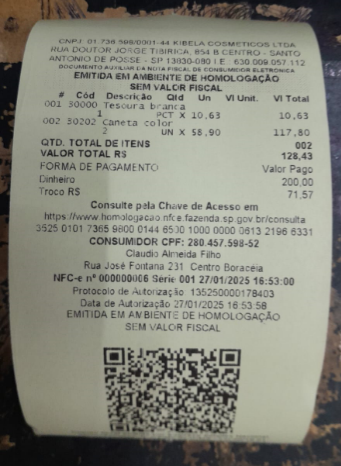 CNPJ 01.736.598/0001-44 KIBELA COSMETICOS LTDA
RUA DOUTOR JORGE TIBIRICA, 854 B CENTRO - SANTO
ANTONIO DE POSSE - SP 13830-080 I.E.: 630.009.057.112
DOCUMENTO AUXILIAR DA NOTA FISCAL DE CONSUMIDOR ELETRÔNICA
EMITIDA EM AMBIENTE DE HOMOLOGAÇÃO
SEM VALOR FISCAL
# Cód Descrição Qtd Un Vl Unit. Vl Total
001 30000 Tesoura branca
1 PCT X 10,63 10,63
002 30202 Caneta color
2 UN X 58,90 117,80
QTD. TOTAL DE ITENS 002
VALOR TOTAL R$ 128,43
FORMA DE PAGAMENTO Valor Pago
Dinheiro 200,00
Troco R$ 71,57
Consulte pela Chave de Acesso em
https://www.homologacao.nfce.fazenda.sp.gov.br/consulta
3525 0101 7365 9800 0144 6500 1000 0000 0613 2196 6331
CONSUMIDOR CPF: 280.457.598-52
Claudio Almeida Filho
Rua José Fontana 231 Centro Boracéia
NFC-e nº 000000006 Série 001 27/01/2025 16:53:00
Protocolo de Autorização 135250000178403
Data de Autorização 27/01/2025 16:53:58
EMITIDA EM AMBIENTE DE HOMOLOGAÇÃO
SEM VALOR FISCAL